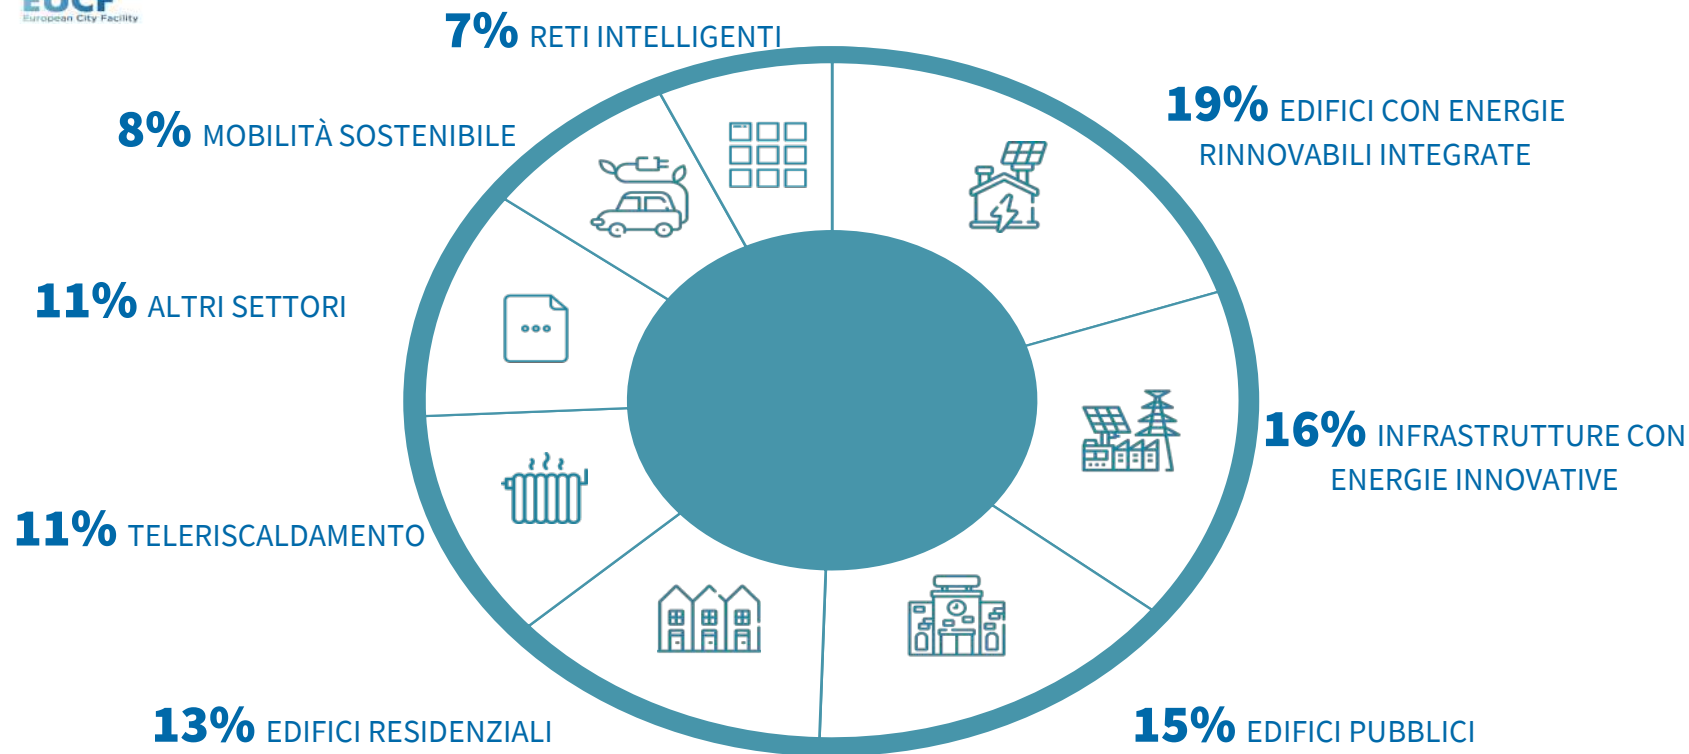 EUCF
European City Facility
7% RETI INTELLIGENTI
19% EDIFICI CON ENERGIE
RINNOVABILI INTEGRATE
8% MOBILITÀ SOSTENIBILE
11% ALTRI SETTORI
16% INFRASTRUTTURE CON
ENERGIE INNOVATIVE
11% TELERISCALDAMENTO
13% EDIFICI RESIDENZIALI
15% EDIFICI PUBBLICI